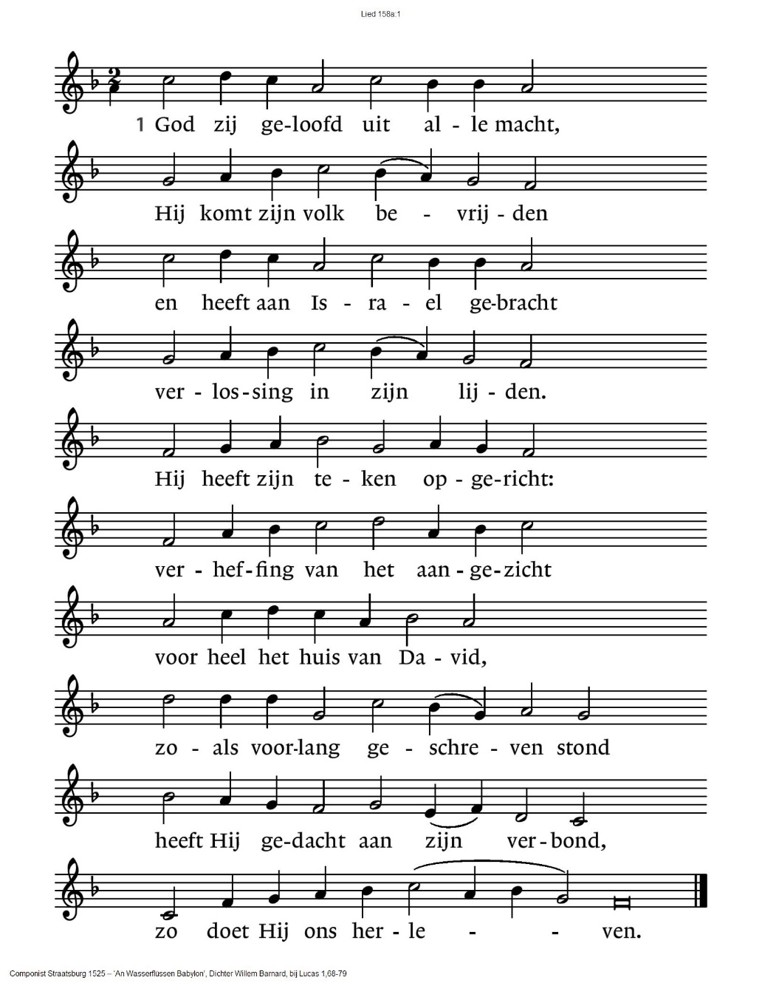 Lied 158a:1
2
1 God zij ge-loofd uit al - le macht,
Hij komt zijn volk be - vrij - den
en heeft aan Is - ra - el ge-bracht
ver - los-sing in zijn lij - den.
Hij heeft zijn te - ken op - ge-richt:
ver - hef-fing van het aan - ge-zicht
voor heel het huis van Da - vid,
zo - als voor-lang ge - schre - ven stond
heeft Hij ge-dacht aan zijn ver-bond,
zo doet Hij ons her - le - - ven.
Componist Straatsburg 1525 – 'An Wasserflüssen Babylon', Dichter Willem Barnard, bij Lucas 1,68-79